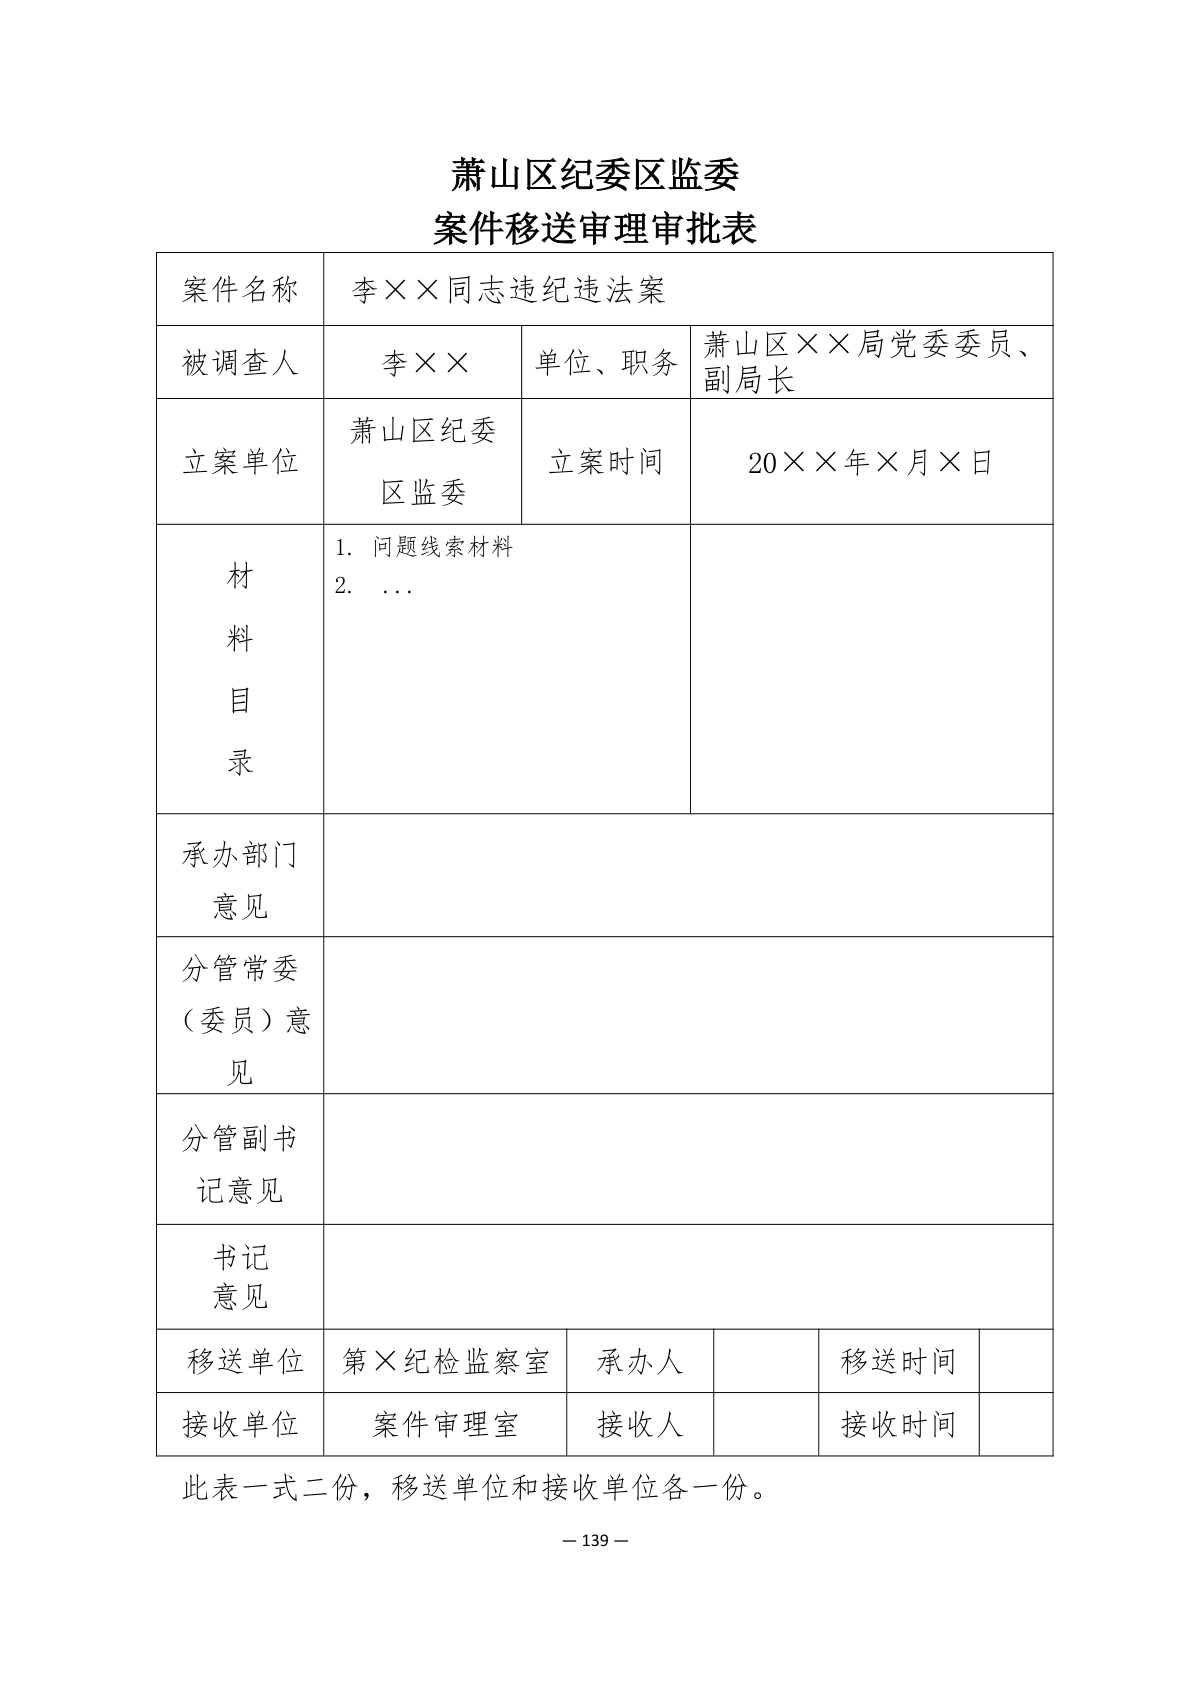 萧山区纪委区监委
案件移送审理审批表
案件名称 李××同志违纪违法案
被调查人 李×× 单位、职务 萧山区××局党委委员、
副局长
立案单位 萧山区纪委
区监委 立案时间 20××年×月×日
材
料
目
录
1. 问题线索材料
2. ...
承办部门
意见
分管常委
（委员）意
见
分管副书
记意见
书记
意见
移送单位 第×纪检监察室 承办人 移送时间
接收单位 案件审理室 接收人 接收时间
此表一式二份，移送单位和接收单位各一份。
— 139 —